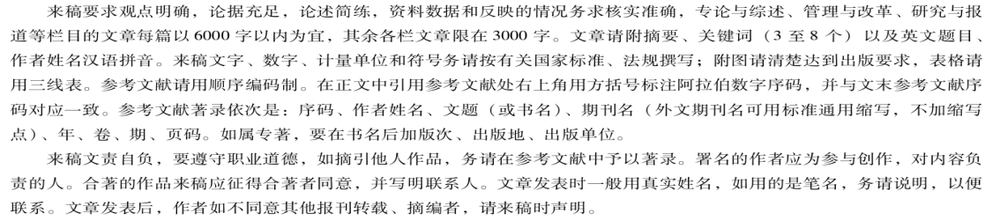 来稿要求观点明确，论据充足，论述简练，资料数据和反映的情况务求核实准确，专论与综述、管理与改革、研究与报
道等栏目的文章每篇以 6000 字以内为宜，其余各栏文章限在 3000 字。文章请附摘要、关键词（3 至 8 个）以及英文题目、
作者姓名汉语拼音。来稿文字、数字、计量单位和符号务请按有关国家标准、法规撰写；附图请清楚达到出版要求，表格请
用三线表。参考文献请用顺序编码制。在正文中引用参考文献处右上角用方括号标注阿拉伯数字序码，并与文末参考文献序
码对应一致。参考文献著录依次是：序码、作者姓名、文题（或书名）、期刊名（外文期刊名可用标准通用缩写，不加缩写
点）、年、卷、期、页码。如属专著，要在书名后加版次、出版地、出版单位。
来稿文责自负，要遵守职业道德，如摘引他人作品，务请在参考文献中予以著录。署名的作者应为参与创作，对内容负
责的人。合著的作品来稿应征得合著者同意，并写明联系人。文章发表时一般用真实姓名，如用的是笔名，务请说明，以便
联系。文章发表后，作者如不同意其他报刊转载、摘编者，请来稿时声明。